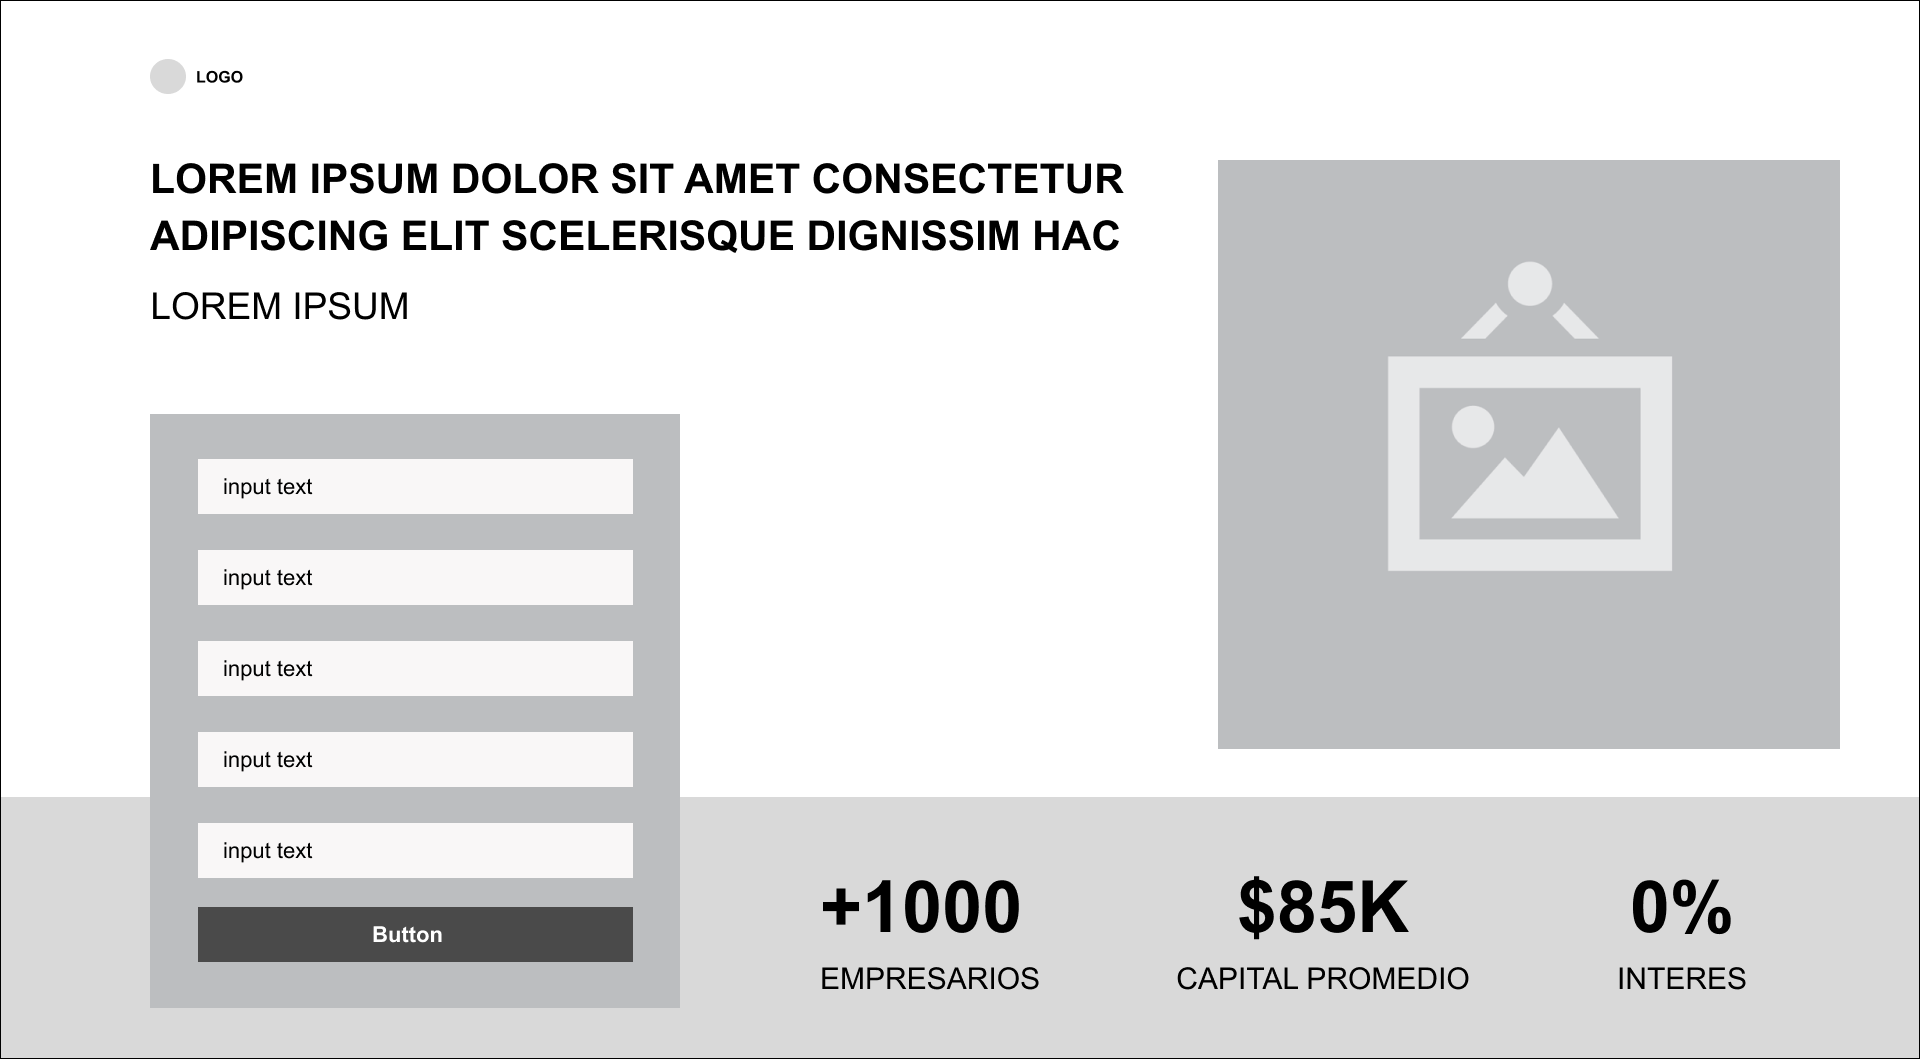 LOGO
LOREM IPSUM DOLOR SIT AMET CONSECTETUR
ADIPISCING ELIT SCELERISQUE DIGNISSIM HAC
LOREM IPSUM
input text
input text
input text
input text
input text
Button
+1000
EMPRESARIOS
$85K
CAPITAL PROMEDIO
0%
INTERES